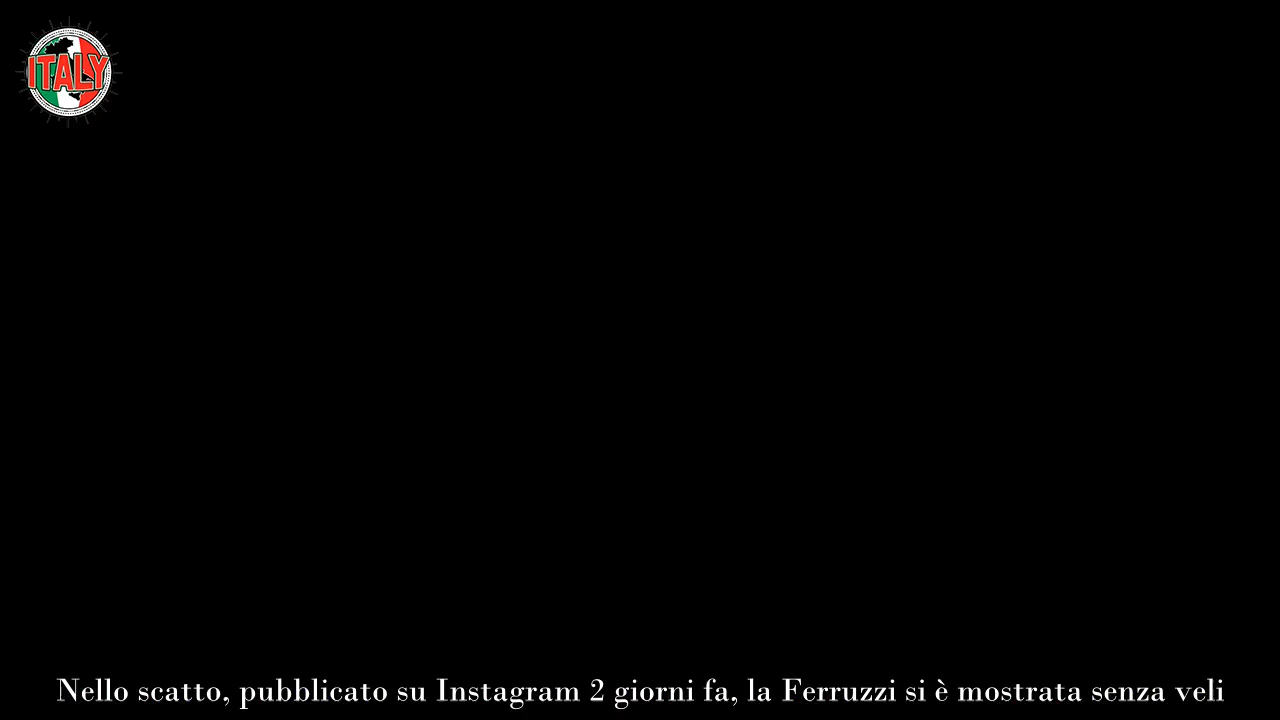 ITALY
Nello scatto, pubblicato su Instagram 2 giorni fa, la Ferruzzi si è mostrata senza veli